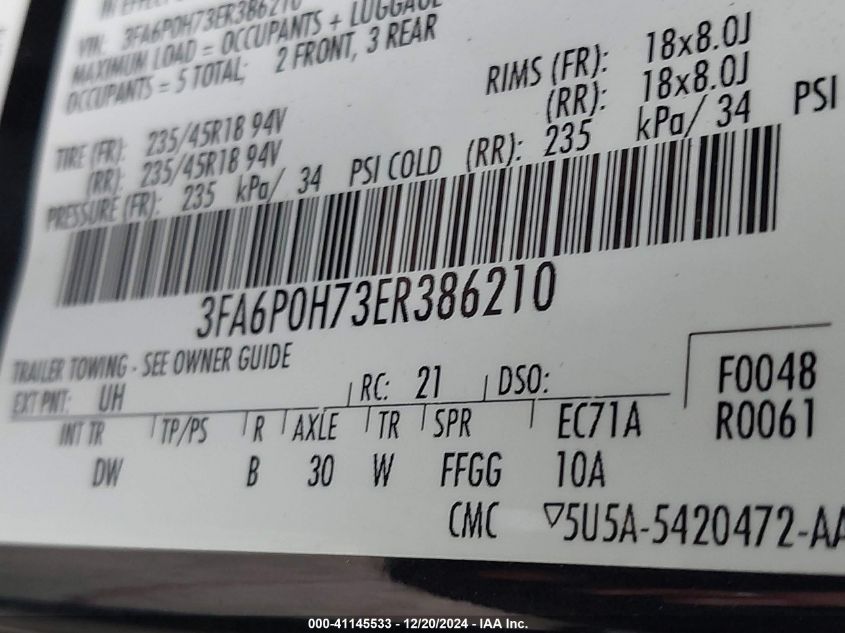 VIN: 3FA6P0H73ER386210
MAXIMUM LOAD = OCCUPANTS + LUGGAGE
OCCUPANTS = 5 TOTAL; 2 FRONT, 3 REAR
RIMS (FR): 18x8.0J
(RR): 18x8.0J
TIRE (FR): 235/45R18 94V
(RR): 235/45R18 94V
PRESSURE (FR): 235 kPa/ 34 PSI COLD (RR): 235 kPa/ 34 PSI
3FA6P0H73ER386210
TRAILER TOWING - SEE OWNER GUIDE
EXT PNT: UH RC: 21 DSO:
F0048
R0061
INT TR TP/PS R AXLE TR SPR EC71A
DW B 30 W FFGG 10A
CMC ▽5U5A-5420472-AA
000-41145533 - 12/20/2024 - IAA Inc.